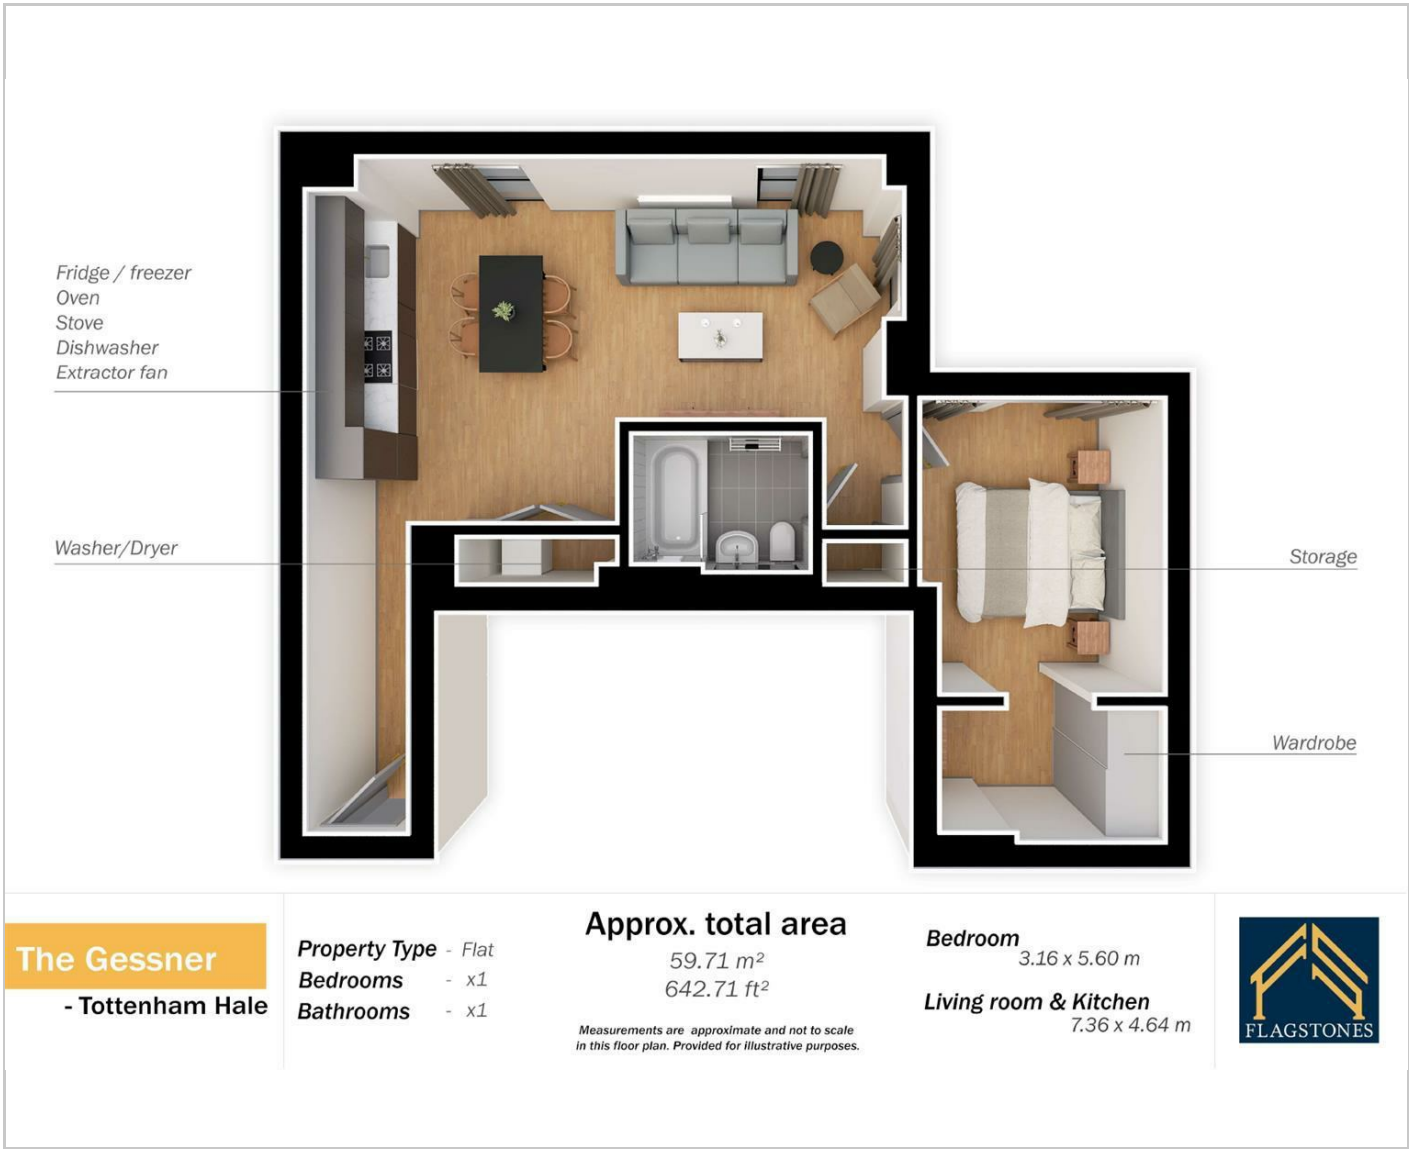 Fridge / freezer
Oven
Stove
Dishwasher
Extractor fan
Washer/Dryer
Storage
Wardrobe
The Gessner
- Tottenham Hale
Property Type - Flat
Bedrooms - x1
Bathrooms - x1
Approx. total area
59.71 m²
642.71 ft²
Measurements are approximate and not to scale
in this floor plan. Provided for illustrative purposes.
Bedroom
3.16 x 5.60 m
Living room & Kitchen
7.36 x 4.64 m
FLAGSTONES